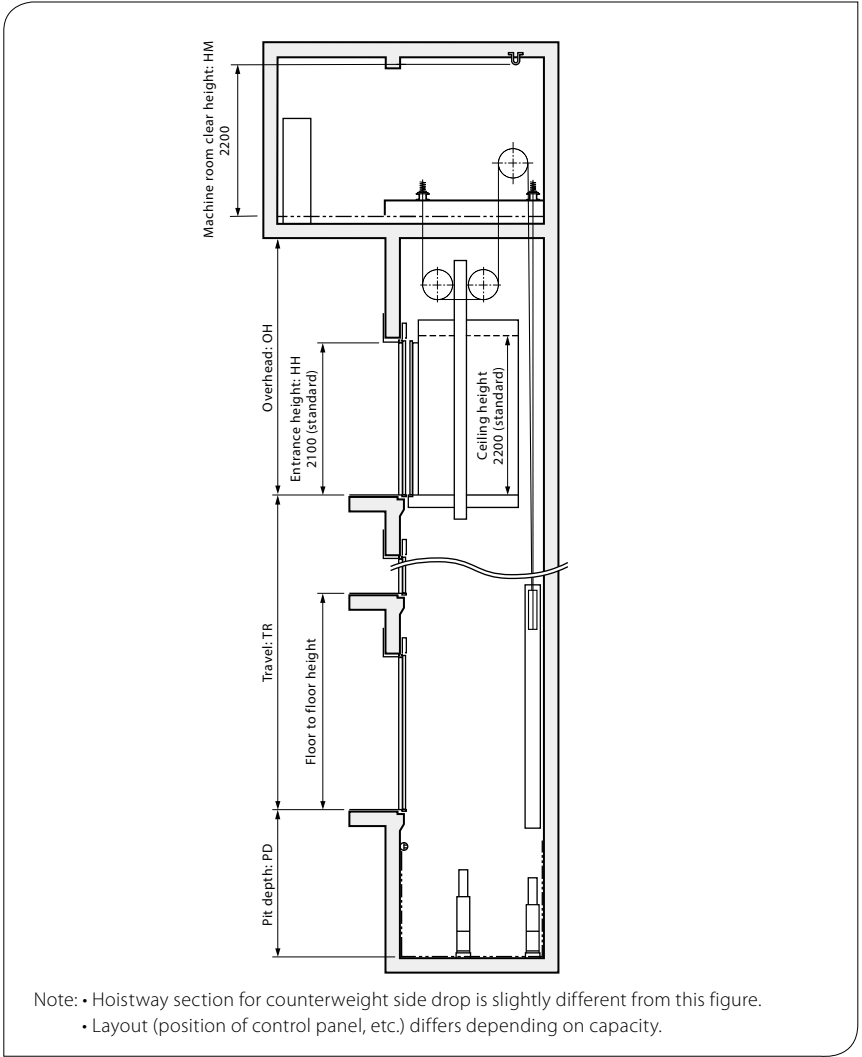 Machine room clear height: HM
2200
Overhead: OH
Entrance height: HH
2100 (standard)
Ceiling height
2200 (standard)
Travel: TR
Floor to floor height
Pit depth: PD
Note: • Hoistway section for counterweight side drop is slightly different from this figure.
• Layout (position of control panel, etc.) differs depending on capacity.